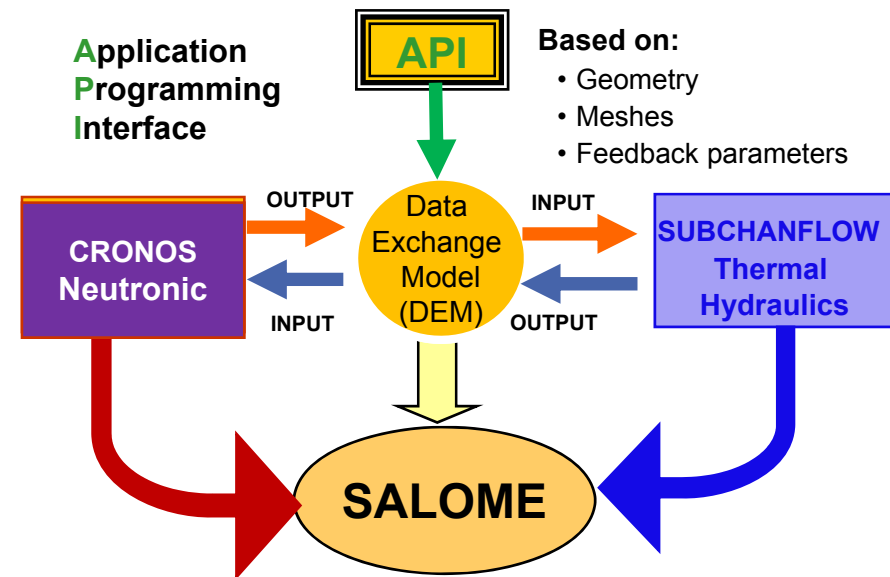 Application
Programming
Interface
API
Based on:
• Geometry
• Meshes
• Feedback parameters
OUTPUT
INPUT
CRONOS
Neutronic
Data
Exchange
Model
(DEM)
SUBCHANFLOW
Thermal
Hydraulics
INPUT
OUTPUT
SALOME